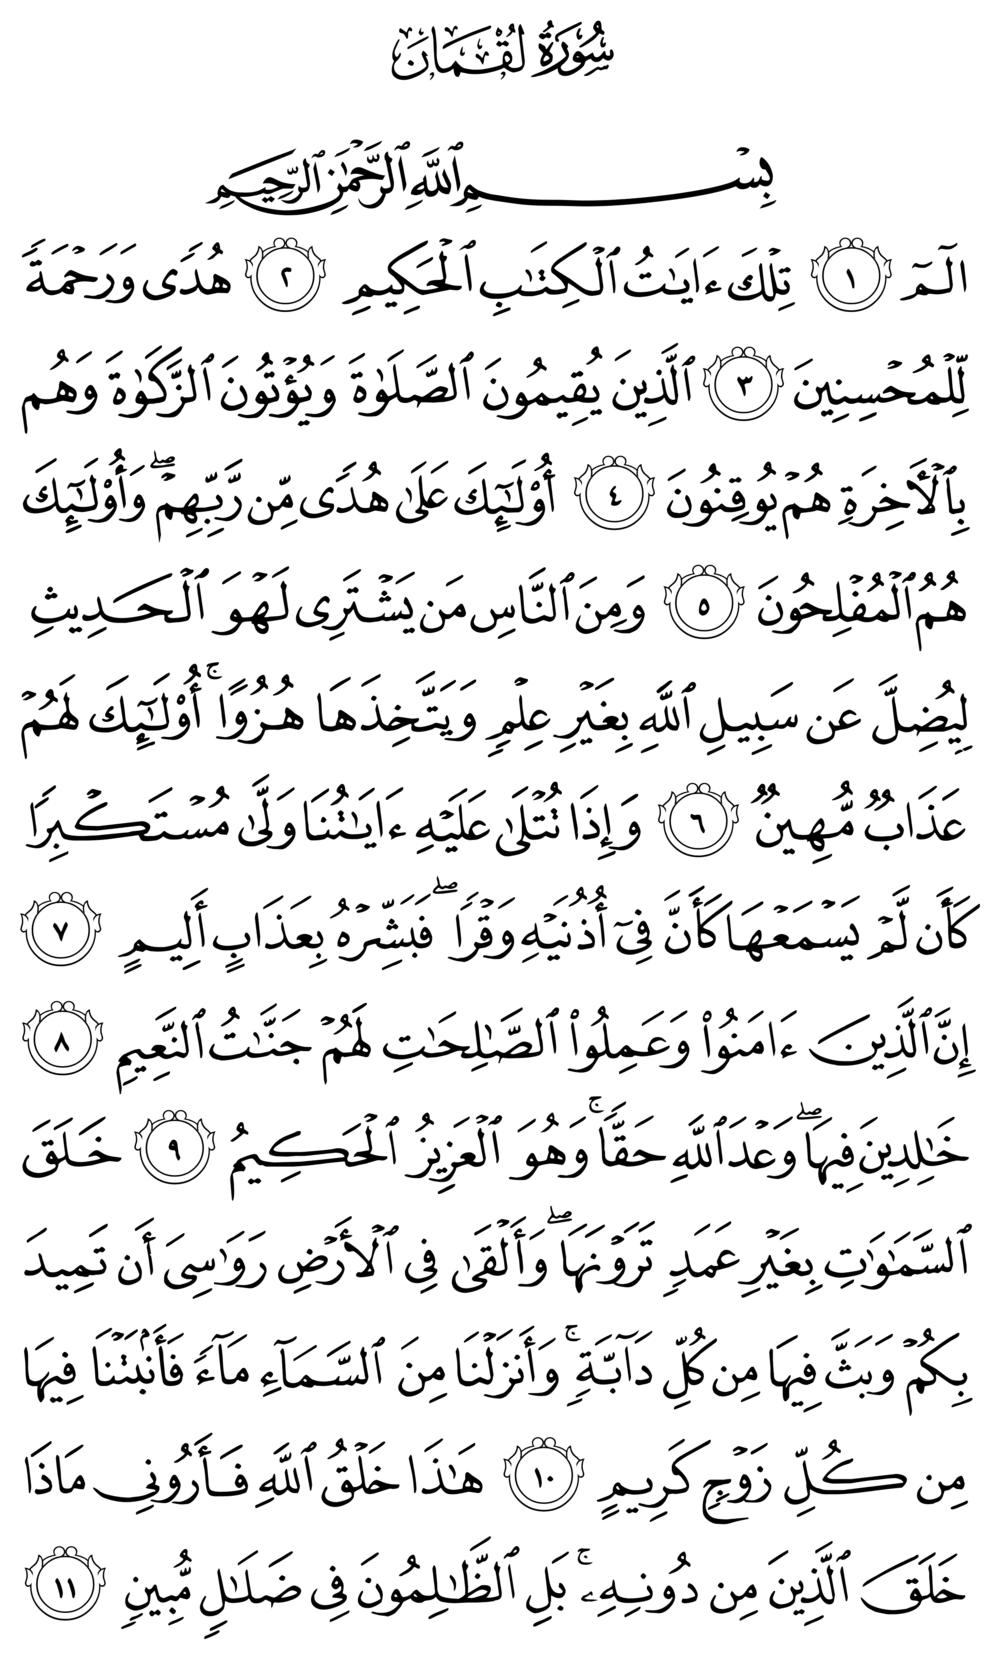 سُورَةُ لُقْمَانَ
بِسْمِ ٱللَّهِ ٱلرَّحْمَٰنِ ٱلرَّحِيمِ
الٓمٓ ١ تِلْكَ ءَايَٰتُ ٱلْكِتَٰبِ ٱلْحَكِيمِ ٢ هُدًى وَرَحْمَةً
لِّلْمُحْسِنِينَ ٣ ٱلَّذِينَ يُقِيمُونَ ٱلصَّلَوٰةَ وَيُؤْتُونَ ٱلزَّكَوٰةَ وَهُم
بِٱلْأَخِرَةِ هُمْ يُوقِنُونَ ٤ أُوْلَٰٓئِكَ عَلَىٰ هُدًى مِّن رَّبِّهِمْۖ وَأُوْلَٰٓئِكَ
هُمُ ٱلْمُفْلِحُونَ ٥ وَمِنَ ٱلنَّاسِ مَن يَشْتَرِى لَهْوَ ٱلْحَدِيثِ
لِيُضِلَّ عَن سَبِيلِ ٱللَّهِ بِغَيْرِ عِلْمٍ وَيَتَّخِذَهَا هُزُوًاۚ أُوْلَٰٓئِكَ لَهُمْ
عَذَابٌ مُّهِينٌ ٦ وَإِذَا تُتْلَىٰ عَلَيْهِ ءَايَٰتُنَا وَلَّىٰ مُسْتَكْبِرًا
كَأَن لَّمْ يَسْمَعْهَا كَأَنَّ فِىٓ أُذُنَيْهِ وَقْرًاۖ فَبَشِّرْهُ بِعَذَابٍ أَلِيمٍ ٧
إِنَّ ٱلَّذِينَ ءَامَنُوا۟ وَعَمِلُوا۟ ٱلصَّٰلِحَٰتِ لَهُمْ جَنَّٰتُ ٱلنَّعِيمِ ٨
خَٰلِدِينَ فِيهَاۖ وَعْدَ ٱللَّهِ حَقًّاۚ وَهُوَ ٱلْعَزِيزُ ٱلْحَكِيمُ ٩ خَلَقَ
ٱلسَّمَٰوَٰتِ بِغَيْرِ عَمَدٍ تَرَوْنَهَاۖ وَأَلْقَىٰ فِى ٱلْأَرْضِ رَوَٰسِىَ أَن تَمِيدَ
بِكُمْ وَبَثَّ فِيهَا مِن كُلِّ دَآبَّةٍۚ وَأَنزَلْنَا مِنَ ٱلسَّمَآءِ مَآءً فَأَنۢبَتْنَا فِيهَا
مِن كُلِّ زَوْجٍ كَرِيمٍ ١٠ هَٰذَا خَلْقُ ٱللَّهِ فَأَرُونِى مَاذَا
خَلَقَ ٱلَّذِينَ مِن دُونِهِۦۚ بَلِ ٱلظَّٰلِمُونَ فِى ضَلَٰلٍ مُّبِينٍ ١١